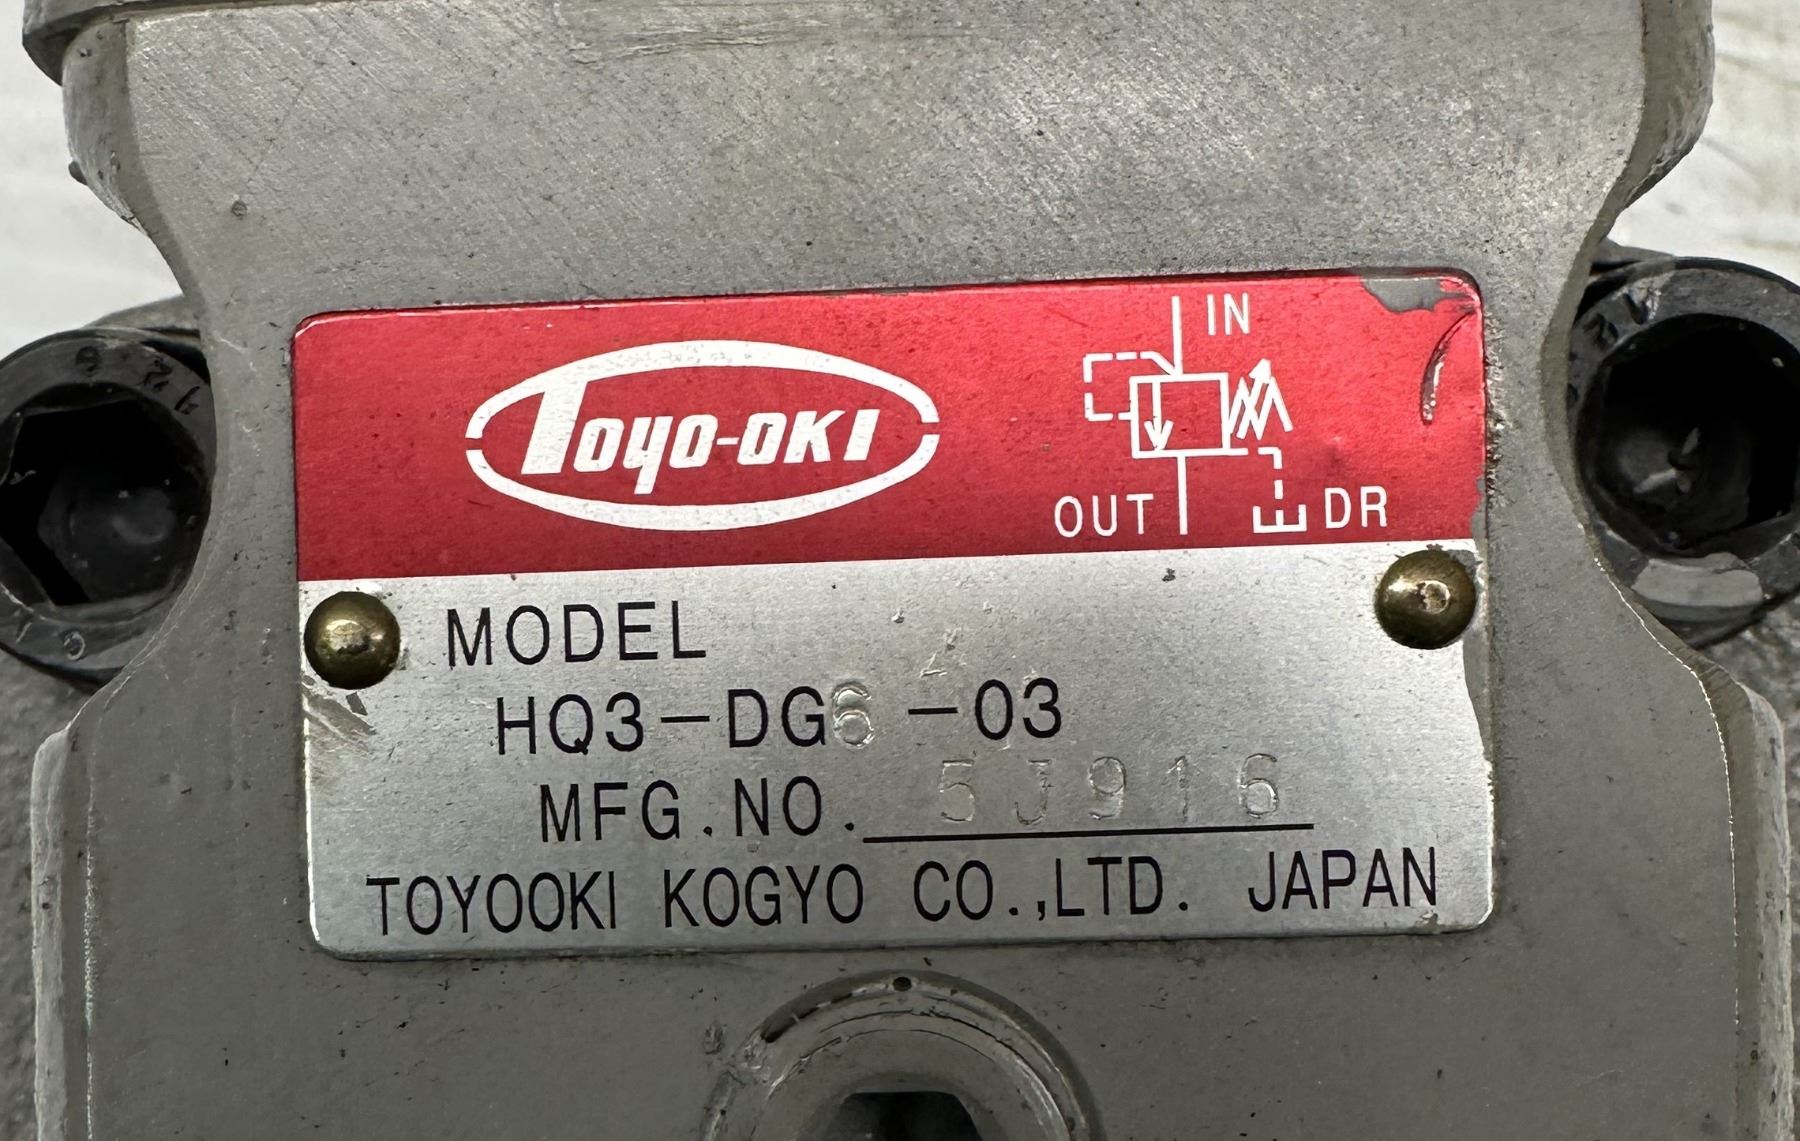 TOYO-OKI
IN
OUT
DR
MODEL
HQ3-DG6-03
MFG.NO. 5J916
TOYOOKI KOGYO CO.,LTD. JAPAN